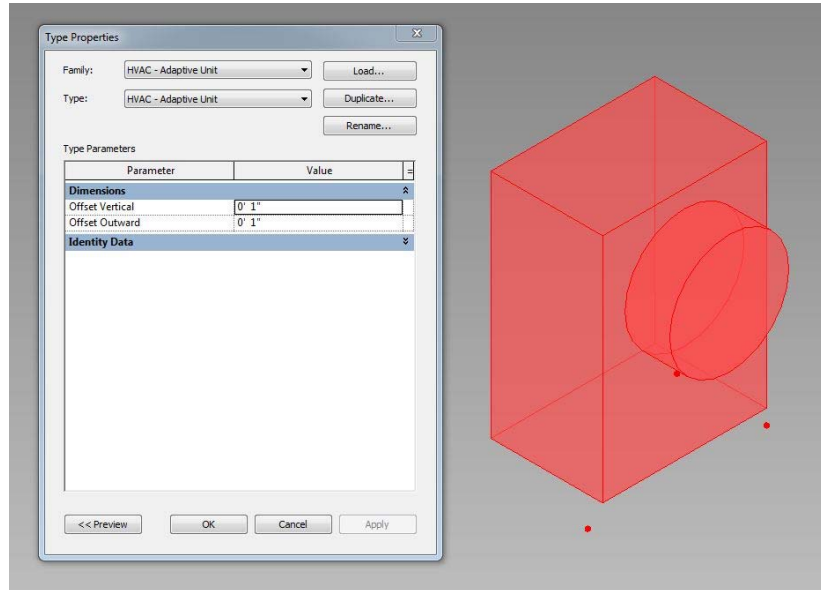 Type Properties
Family: HVAC - Adaptive Unit Load...
Type: HVAC - Adaptive Unit Duplicate...
Rename...
Type Parameters
Parameter Value =
Dimensions
Offset Vertical 0' 1"
Offset Outward 0' 1"
Identity Data
<< Preview OK Cancel Apply